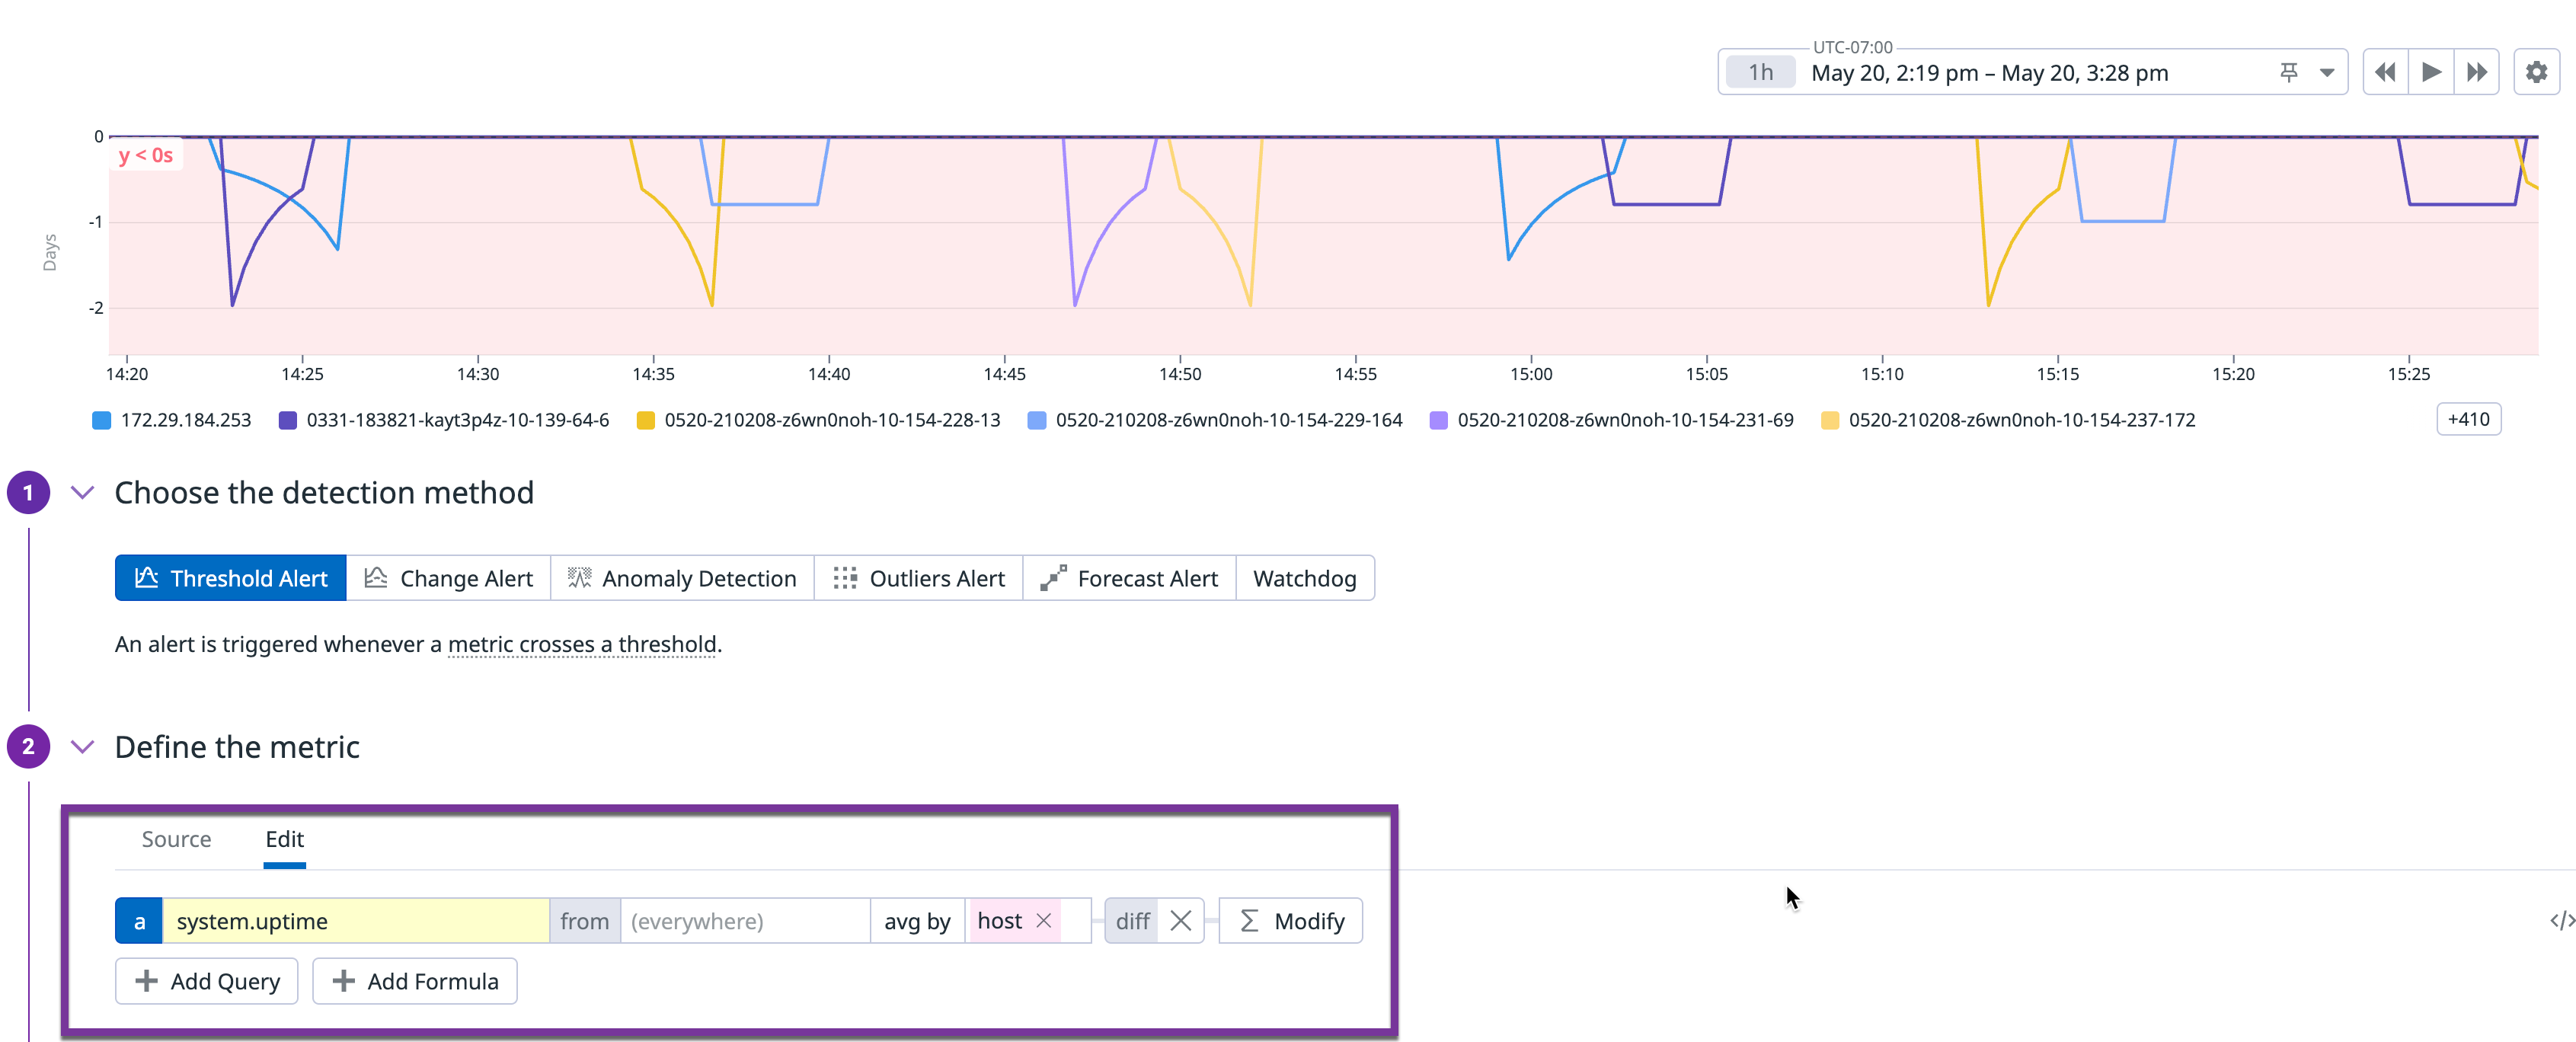 UTC-07:00
1h May 20, 2:19 pm – May 20, 3:28 pm
0
y < 0s
-1
Days
-2
14:20 14:25 14:30 14:35 14:40 14:45 14:50 14:55 15:00 15:05 15:10 15:15 15:20 15:25
172.29.184.253 0331-183821-kayt3p4z-10-139-64-6 0520-210208-z6wn0noh-10-154-228-13 0520-210208-z6wn0noh-10-154-229-164 0520-210208-z6wn0noh-10-154-231-69 0520-210208-z6wn0noh-10-154-237-172 +410
1 Choose the detection method
Threshold Alert Change Alert Anomaly Detection Outliers Alert Forecast Alert Watchdog
An alert is triggered whenever a metric crosses a threshold.
2 Define the metric
Source Edit
a system.uptime from (everywhere) avg by host × diff × Σ Modify </>
+ Add Query + Add Formula